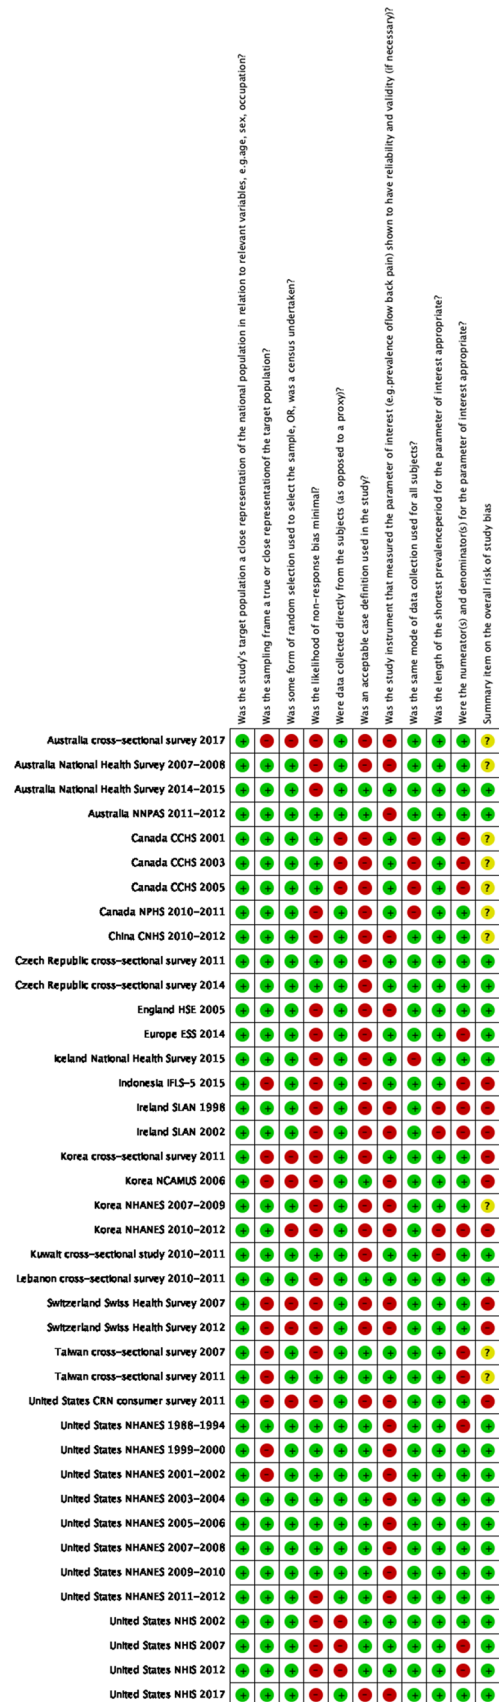 Was the study's target population a close representation of the national population in relation to relevant variables, e.g.age, sex, occupation?
Was the sampling frame a true or close representationof the target population?
Was some form of random selection used to select the sample, OR, was a census undertaken?
Was the likelihood of non-response bias minimal?
Were data collected directly from the subjects (as opposed to a proxy)?
Was an acceptable case definition used in the study?
Was the study instrument that measured the parameter of interest (e.g.prevalence oflow back pain) shown to have reliability and validity (if necessary)?
Was the same mode of data collection used for all subjects?
Was the length of the shortest prevalenceperiod for the parameter of interest appropriate?
Were the numerator(s) and denominator(s) for the parameter of interest appropriate?
Summary item on the overall risk of study bias
Australia cross-sectional survey 2017 + - - - + - - + + + ?
Australia National Health Survey 2007-2008 + + + - + - - + + + ?
Australia National Health Survey 2014-2015 + + + - + + + + + + +
Australia NNPAS 2011-2012 + + + + + + - + + + +
Canada CCHS 2001 + + + + - - + - + - ?
Canada CCHS 2003 + + + + - - + - + - ?
Canada CCHS 2005 + + + + - - + - + - ?
Canada NPHS 2010-2011 + + + - + - + - + + ?
China CNHS 2010-2012 + + + - + - - + + + ?
Czech Republic cross-sectional survey 2011 + + + + + - + + + + +
Czech Republic cross-sectional survey 2014 + + + + + - + + + + +
England HSE 2005 + + + - + - - + + + +
Europe ESS 2014 + + + - + - + + + - +
Iceland National Health Survey 2015 + + + - + - + - + + +
Indonesia IFLS-5 2015 + - + - + - + + + - -
Ireland SLAN 1998 + + + - + - - + - - -
Ireland SLAN 2002 + + + - + - - + - - -
Korea cross-sectional survey 2011 + - - - + - - + + + -
Korea NCAMUS 2006 + - - - + + - + + + -
Korea NHANES 2007-2009 + + + - + - - + + + ?
Korea NHANES 2010-2012 + + - - + - - + - - -
Kuwait cross-sectional study 2010-2011 + + + + + - + + - + +
Lebanon cross-sectional survey 2010-2011 + + + - + + + + + + +
Switzerland Swiss Health Survey 2007 + - - - + - - + + + -
Switzerland Swiss Health Survey 2012 + - - - + - - + + + -
Taiwan cross-sectional survey 2007 + - + - + + + + + - ?
Taiwan cross-sectional survey 2011 + - + + + + + + + - ?
United States CRN consumer survey 2011 + - - - + - - + + + -
United States NHANES 1988-1994 + + + + + + - + + - +
United States NHANES 1999-2000 + - + + + + - + + + +
United States NHANES 2001-2002 + - + + + + - + + + +
United States NHANES 2003-2004 + + + + + + - + + + +
United States NHANES 2005-2006 + + + + + + - + + + +
United States NHANES 2007-2008 + + + + + + - + + + +
United States NHANES 2009-2010 + + + + + + - + + + +
United States NHANES 2011-2012 + + + - + + - + + + +
United States NHIS 2002 + + + - - + + + + + +
United States NHIS 2007 + + + - - + + + + - +
United States NHIS 2012 + + + - - + + + + - +
United States NHIS 2017 + + + - + - - + + + +